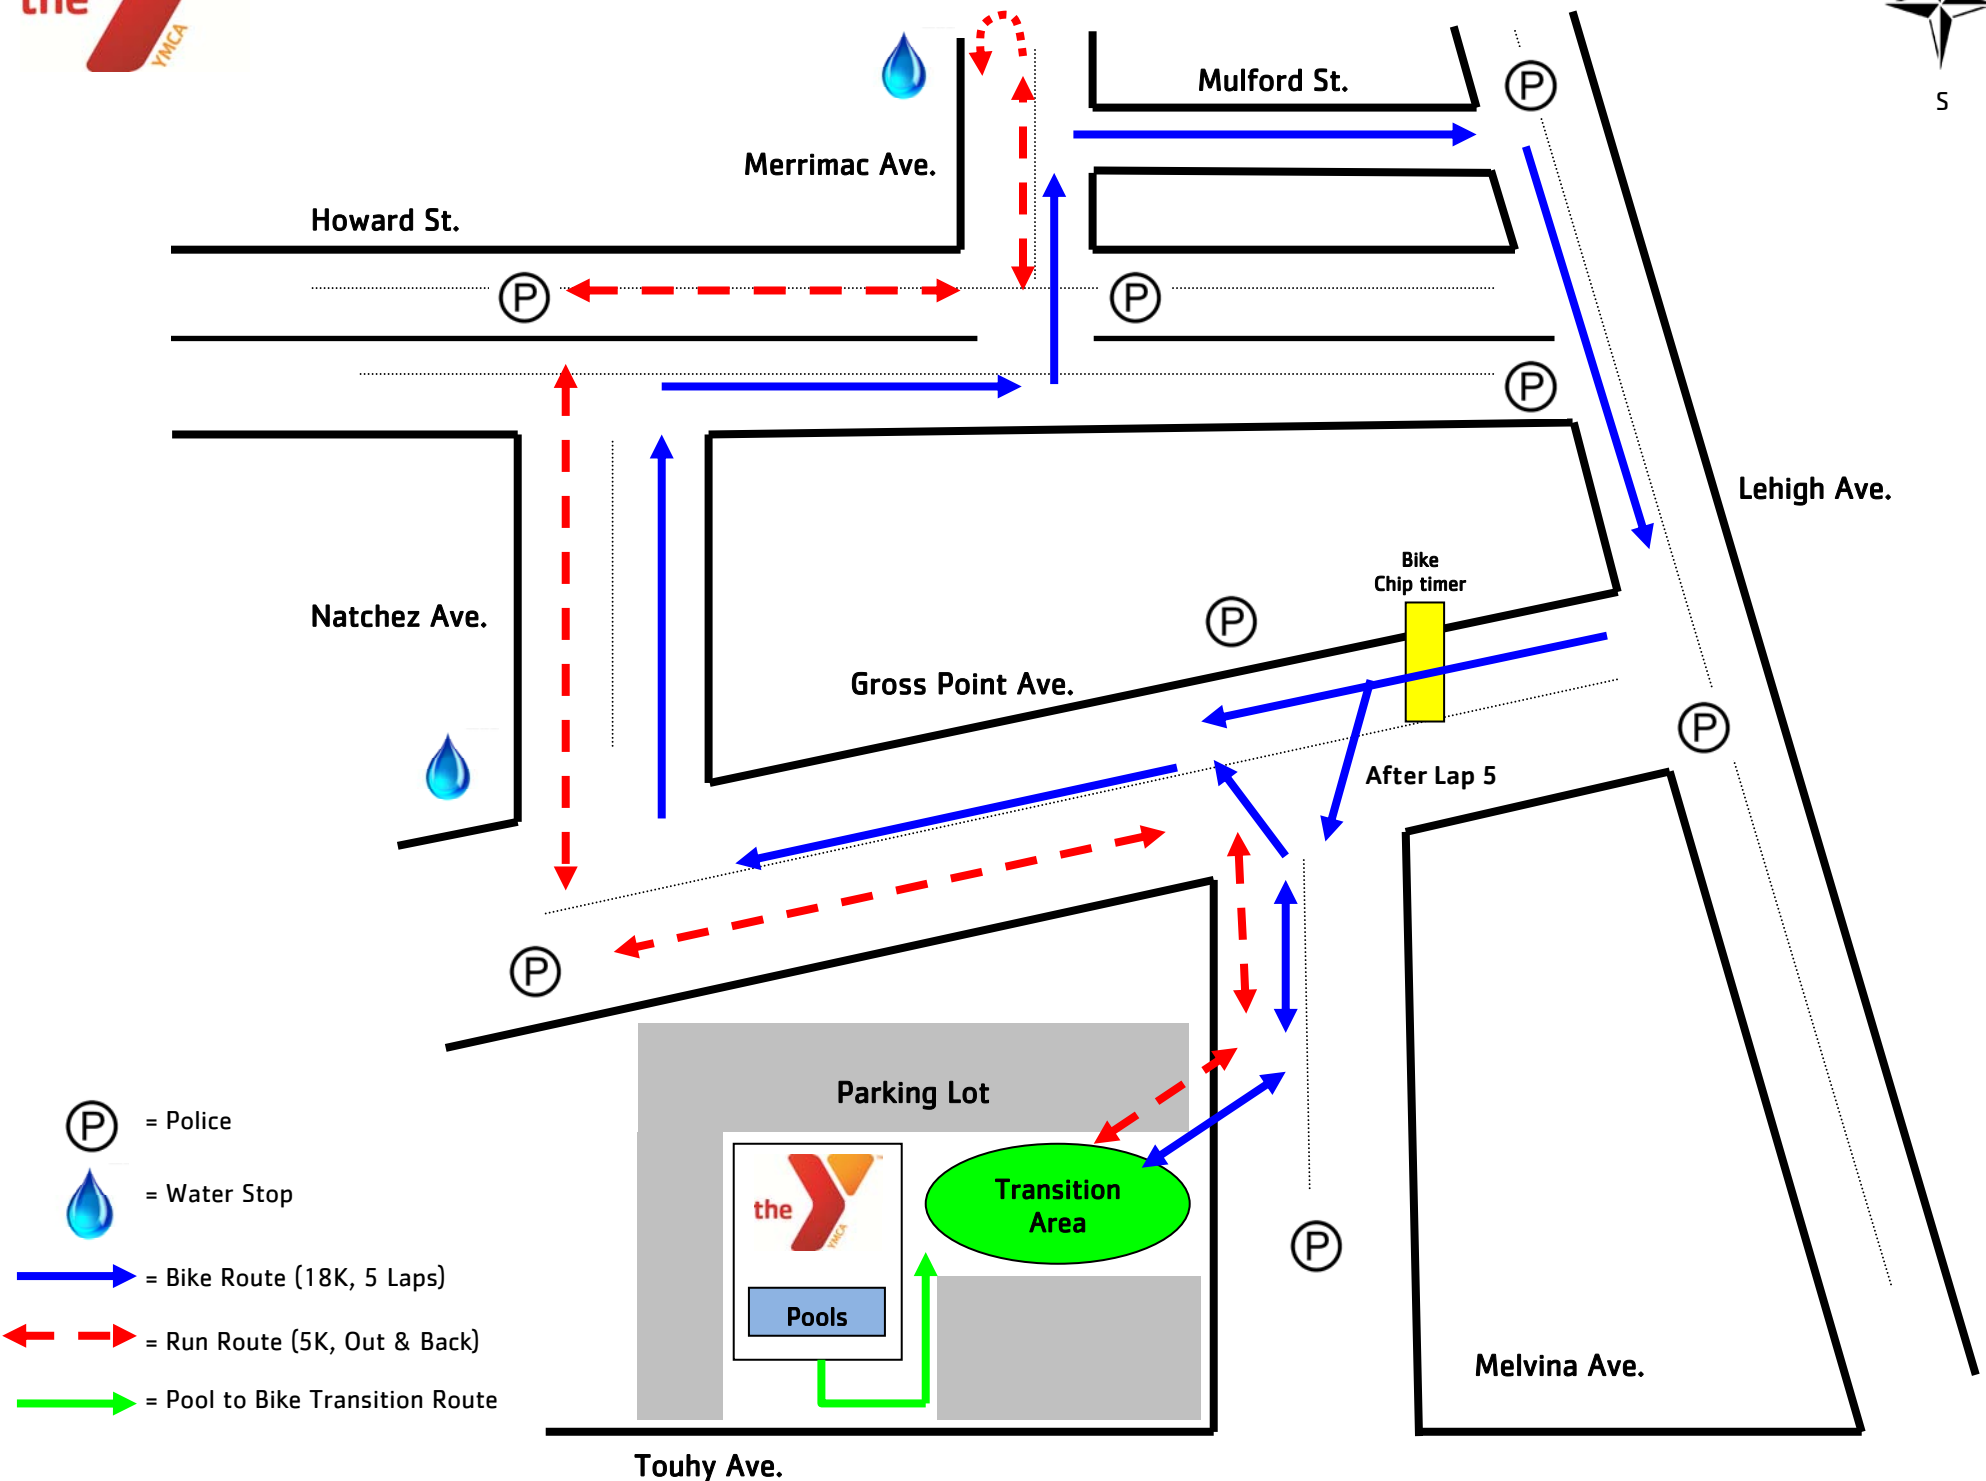 the
YMCA
S
Mulford St.
P
Merrimac Ave.
Howard St.
P
P
P
Lehigh Ave.
Bike
Chip timer
Natchez Ave.
P
Gross Point Ave.
P
After Lap 5
P
Parking Lot
P
= Police
the
YMCA
Transition
Area
= Water Stop
P
= Bike Route (18K, 5 Laps)
Pools
= Run Route (5K, Out & Back)
Melvina Ave.
= Pool to Bike Transition Route
Touhy Ave.